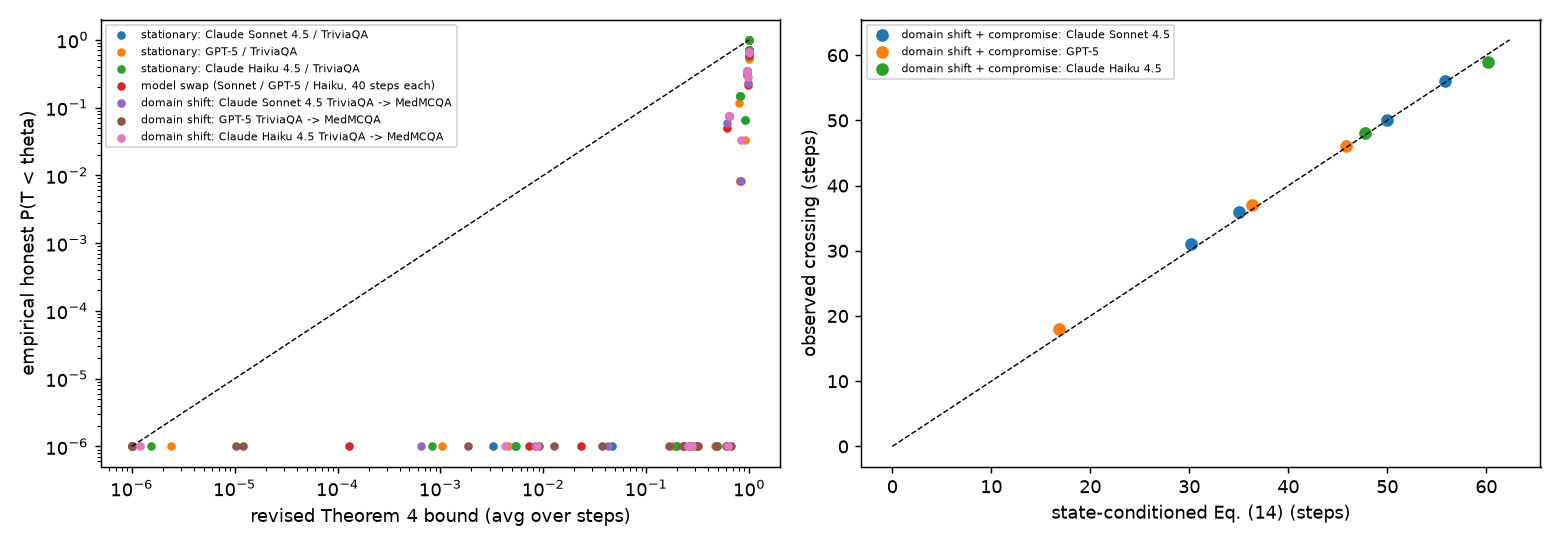 stationary: Claude Sonnet 4.5 / TriviaQA
stationary: GPT-5 / TriviaQA
stationary: Claude Haiku 4.5 / TriviaQA
model swap (Sonnet / GPT-5 / Haiku, 40 steps each)
domain shift: Claude Sonnet 4.5 TriviaQA -> MedMCQA
domain shift: GPT-5 TriviaQA -> MedMCQA
domain shift: Claude Haiku 4.5 TriviaQA -> MedMCQA
empirical honest P(T < theta)
10⁰
10⁻¹
10⁻²
10⁻³
10⁻⁴
10⁻⁵
10⁻⁶
10⁻⁶ 10⁻⁵ 10⁻⁴ 10⁻³ 10⁻² 10⁻¹ 10⁰
revised Theorem 4 bound (avg over steps)
domain shift + compromise: Claude Sonnet 4.5
domain shift + compromise: GPT-5
domain shift + compromise: Claude Haiku 4.5
observed crossing (steps)
60
50
40
30
20
10
0
0 10 20 30 40 50 60
state-conditioned Eq. (14) (steps)